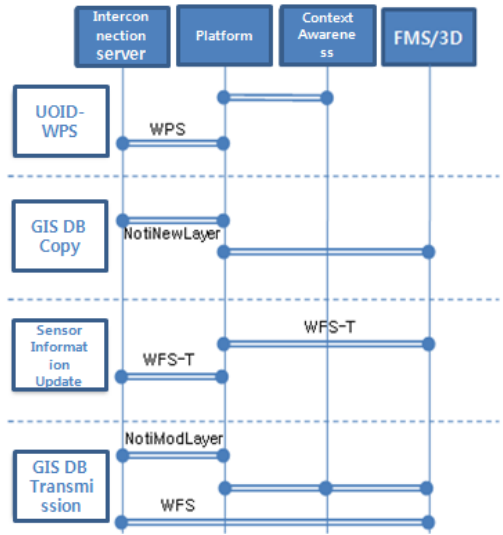 Intercon
nection
server
Platform
Context
Awarene
ss
FMS/3D
UOID-
WPS
WPS
GIS DB
Copy
NotiNewLayer
Sensor
Informat
ion
Update
WFS-T
WFS-T
NotiModLayer
GIS DB
Transmi
ssion
WFS